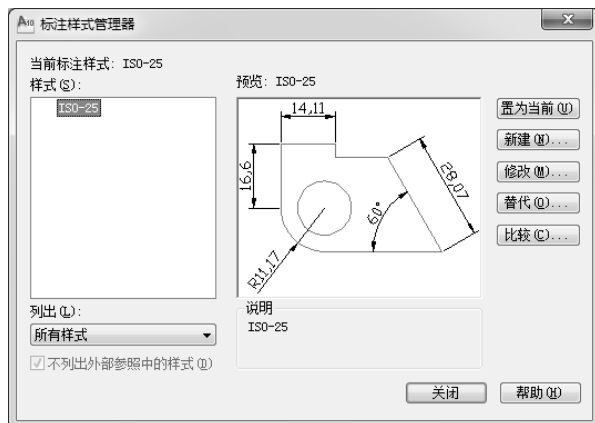 A10 标注样式管理器
当前标注样式: ISO-25
样式(S):
ISO-25
预览: ISO-25
14,11
16,6
28,07
60°
R11,17
置为当前(U)
新建(N)...
修改(M)...
替代(O)...
比较(C)...
列出(L):
所有样式
不列出外部参照中的样式(D)
说明
ISO-25
关闭
帮助(H)